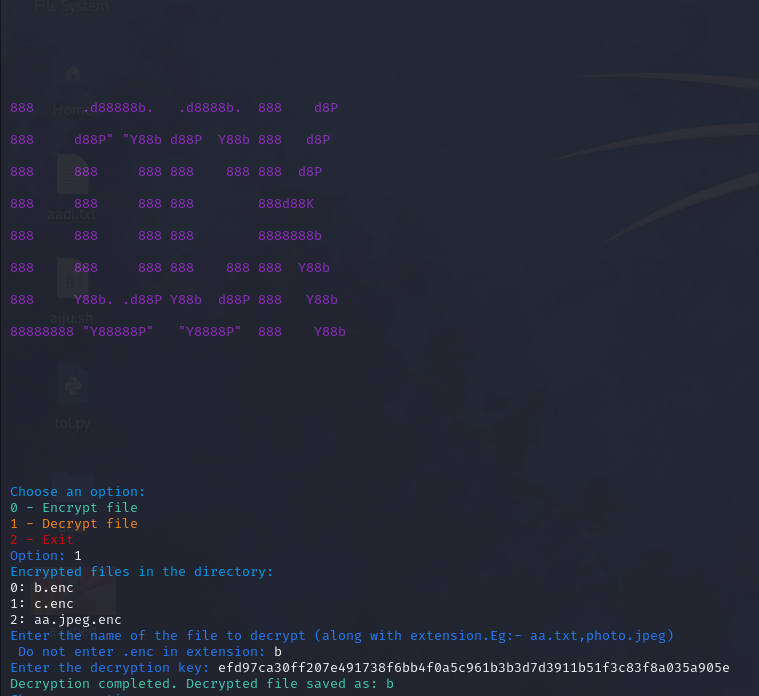 File System
Home
888       .d88888b.   .d8888b.  888    d8P
888     d88P" "Y88b d88P  Y88b 888   d8P
888     888     888 888    888 888  d8P
888     888     888 888        888d88K
888     888     888 888        8888888b
888     888     888 888    888 888  Y88b
888     Y88b. .d88P Y88b  d88P 888   Y88b
88888888 "Y88888P"   "Y8888P"  888    Y88b
aadi.txt
ajju.sh
tol.py
Choose an option:
0 - Encrypt file
1 - Decrypt file
2 - Exit
Option: 1
Encrypted files in the directory:
0: b.enc
1: c.enc
2: aa.jpeg.enc
Enter the name of the file to decrypt (along with extension.Eg:- aa.txt,photo.jpeg)
Do not enter .enc in extension: b
Enter the decryption key: efd97ca30ff207e491738f6bb4f0a5c961b3b3d7d3911b51f3c83f8a035a905e
Decryption completed. Decrypted file saved as: b